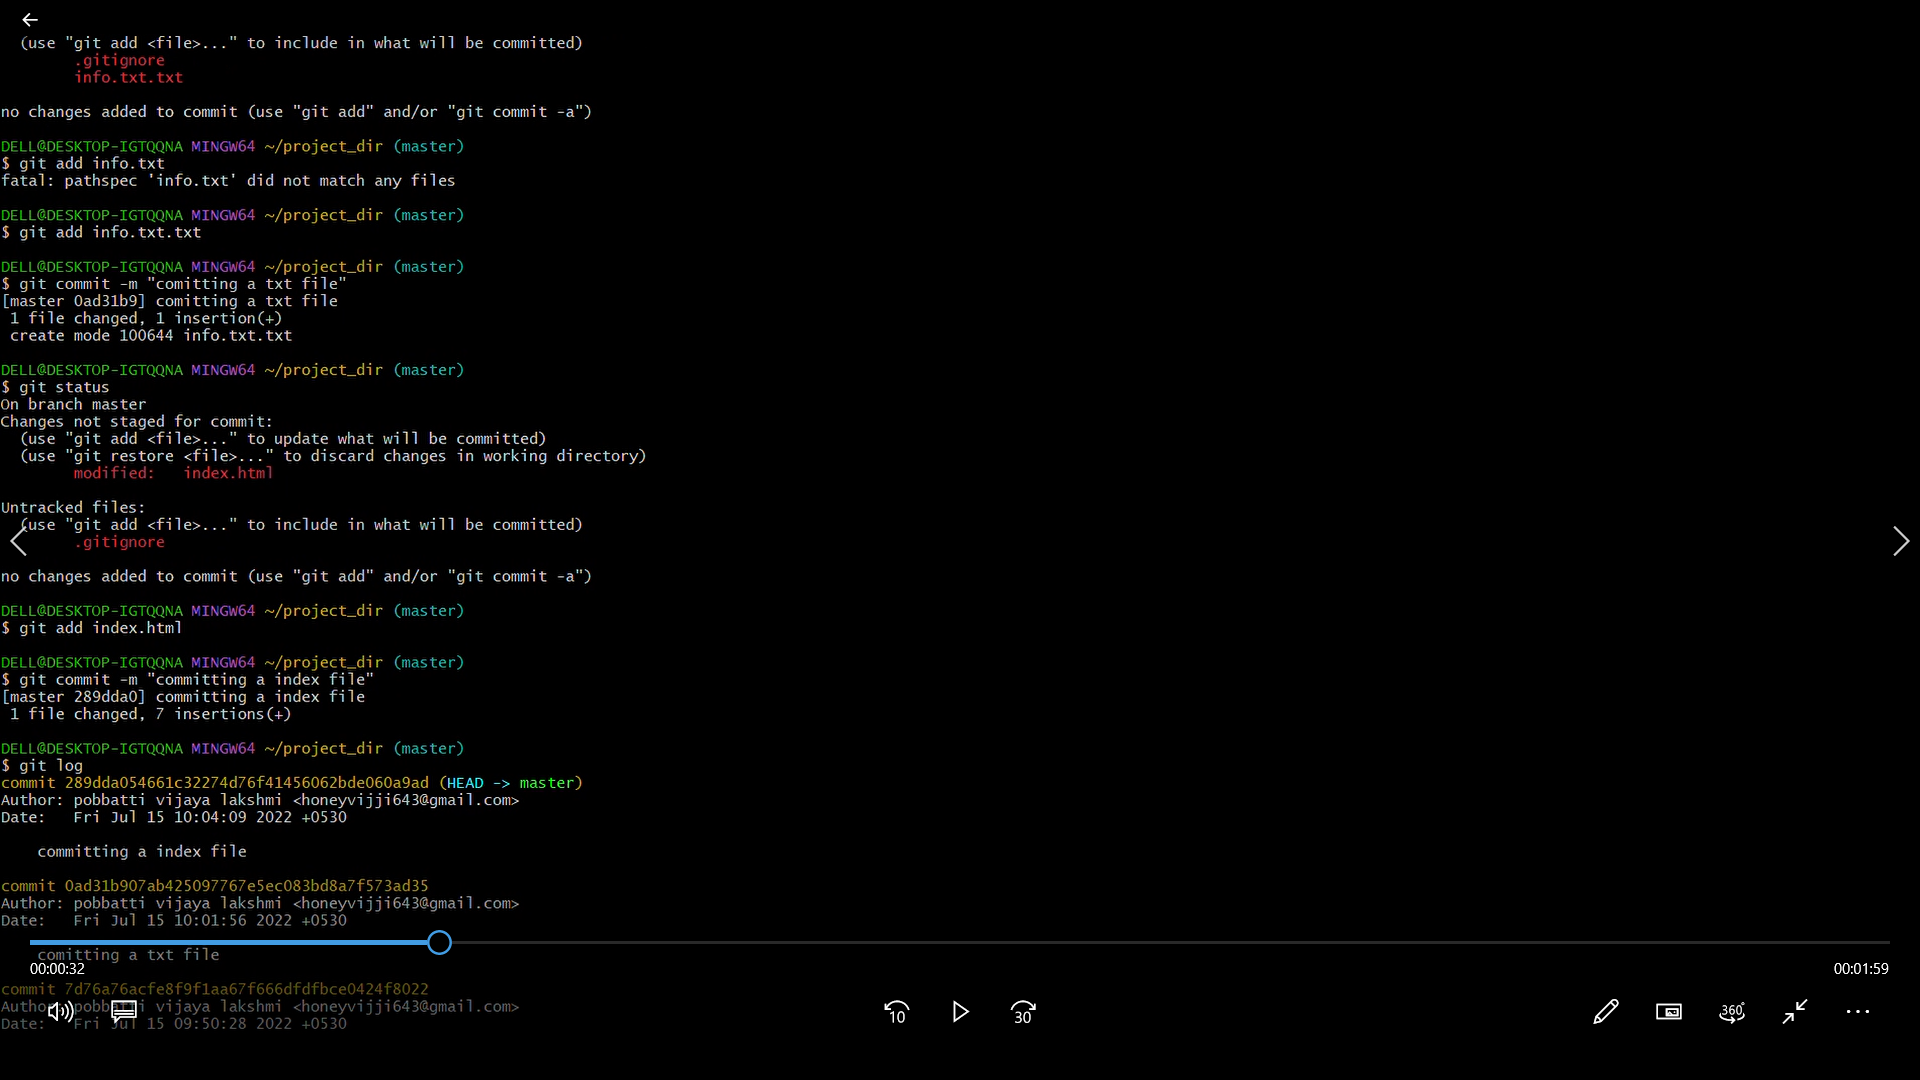 (use "git add <file>..." to include in what will be committed)
.gitignore
info.txt.txt
no changes added to commit (use "git add" and/or "git commit -a")
DELL@DESKTOP-IGTQQNA MINGW64 ~/project_dir (master)
$ git add info.txt
fatal: pathspec 'info.txt' did not match any files
DELL@DESKTOP-IGTQQNA MINGW64 ~/project_dir (master)
$ git add info.txt.txt
DELL@DESKTOP-IGTQQNA MINGW64 ~/project_dir (master)
$ git commit -m "comitting a txt file"
[master 0ad31b9] comitting a txt file
1 file changed, 1 insertion(+)
create mode 100644 info.txt.txt
DELL@DESKTOP-IGTQQNA MINGW64 ~/project_dir (master)
$ git status
On branch master
Changes not staged for commit:
(use "git add <file>..." to update what will be committed)
(use "git restore <file>..." to discard changes in working directory)
modified:   index.html
Untracked files:
(use "git add <file>..." to include in what will be committed)
.gitignore
no changes added to commit (use "git add" and/or "git commit -a")
DELL@DESKTOP-IGTQQNA MINGW64 ~/project_dir (master)
$ git add index.html
DELL@DESKTOP-IGTQQNA MINGW64 ~/project_dir (master)
$ git commit -m "committing a index file"
[master 289dda0] committing a index file
1 file changed, 7 insertions(+)
DELL@DESKTOP-IGTQQNA MINGW64 ~/project_dir (master)
$ git log
commit 289dda054661c32274d76f41456062bde060a9ad (HEAD -> master)
Author: pobbatti vijaya lakshmi <honeyvijji643@gmail.com>
Date:   Fri Jul 15 10:04:09 2022 +0530
committing a index file
commit 0ad31b907ab425097767e5ec083bd8a7f573ad35
Author: pobbatti vijaya lakshmi <honeyvijji643@gmail.com>
Date:   Fri Jul 15 10:01:56 2022 +0530
comitting a txt file
00:00:32
00:01:59
commit 7d76a76acfe8f9f1aa67f666dfdfbce0424f8022
Author: pobbatti vijaya lakshmi <honeyvijji643@gmail.com>
Date:   Fri Jul 15 09:50:28 2022 +0530
10
30
360°